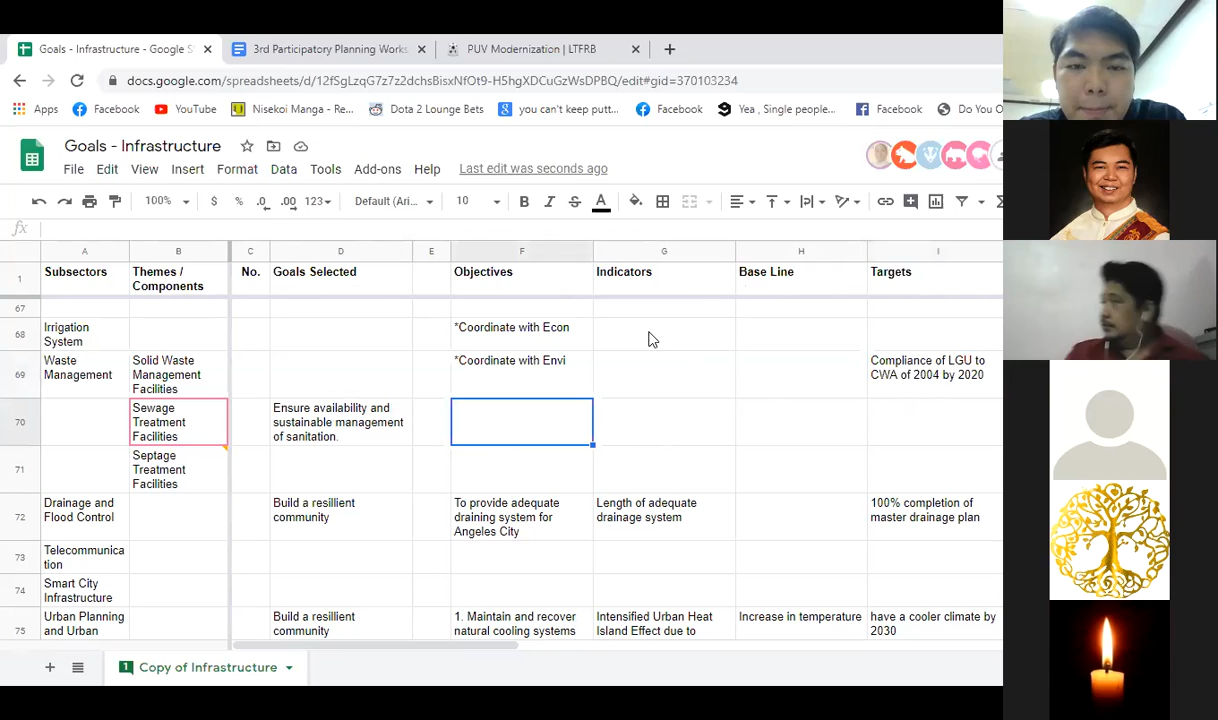 Goals - Infrastructure - Google S
3rd Participatory Planning Works
PUV Modernization | LTFRB
docs.google.com/spreadsheets/d/12fSgLzqG7z7z2dchsBisxNfOt9-H5hgXDCuGzWsDPBQ/edit#gid=370103234
Apps Facebook YouTube Nisekoi Manga - Re... Dota 2 Lounge Bets you can't keep putt... Facebook Yea , Single people... Facebook Do You O
Goals - Infrastructure
File Edit View Insert Format Data Tools Add-ons Help Last edit was seconds ago
100% $ % .0 .00 123 Default (Ari... 10 B I S A
fx
A B C D E F G H I
1 Subsectors Themes / No. Goals Selected Objectives Indicators Base Line Targets
Components
67
68 Irrigation *Coordinate with Econ
System
69 Waste Solid Waste *Coordinate with Envi Compliance of LGU to
Management Management CWA of 2004 by 2020
Facilities
70 Sewage Ensure availability and
Treatment sustainable management
Facilities of sanitation.
71 Septage
Treatment
Facilities
72 Drainage and Build a resillient To provide adequate Length of adequate 100% completion of
Flood Control community draining system for drainage system master drainage plan
Angeles City
73 Telecommunica
tion
74 Smart City
Infrastructure
75 Urban Planning Build a resillient 1. Maintain and recover Intensified Urban Heat Increase in temperature have a cooler climate by
and Urban community natural cooling systems Island Effect due to 2030
1 Copy of Infrastructure